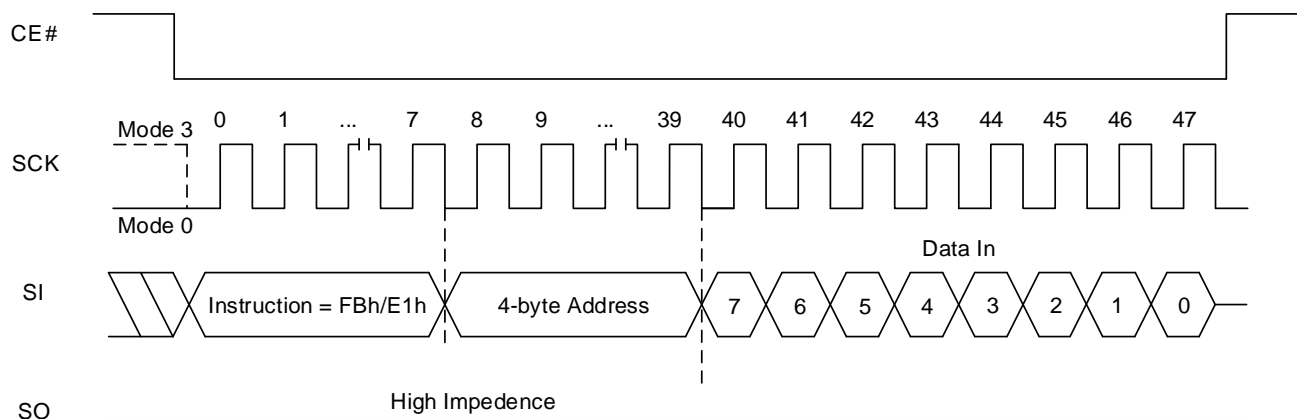 CE#
Mode 3
0 1 ... 7 8 9 ... 39 40 41 42 43 44 45 46 47
SCK
Mode 0
Data In
SI
Instruction = FBh/E1h
4-byte Address
7 6 5 4 3 2 1 0
High Impedence
SO